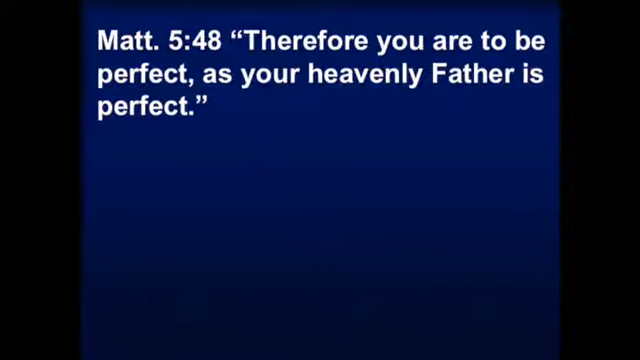 Matt. 5:48 “Therefore you are to be
perfect, as your heavenly Father is
perfect.”